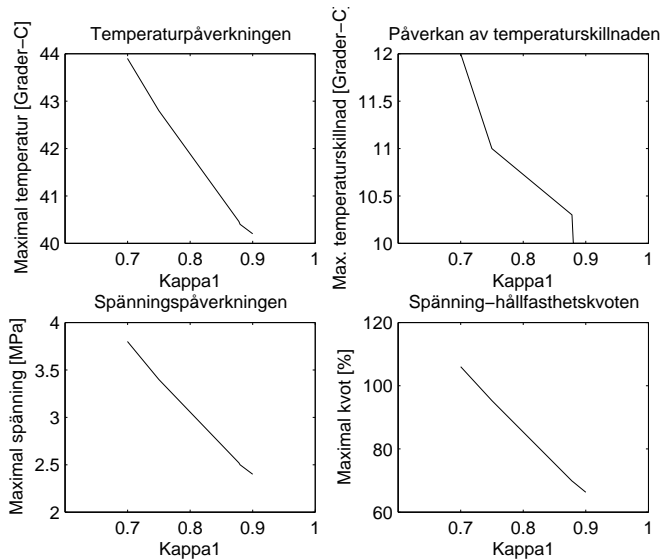 Temperaturpåverkningen
Maximal temperatur [Grader−C]
44
43
42
41
40
0.7 0.8 0.9 1
Kappa1
Påverkan av temperaturskillnaden
Max. temperaturskillnad [Grader−C]
12
11.5
11
10.5
10
0.7 0.8 0.9 1
Kappa1
Spänningspåverkningen
Maximal spänning [MPa]
4
3.5
3
2.5
2
0.7 0.8 0.9 1
Kappa1
Spänning−hållfasthetskvoten
Maximal kvot [%]
120
100
80
60
0.7 0.8 0.9 1
Kappa1